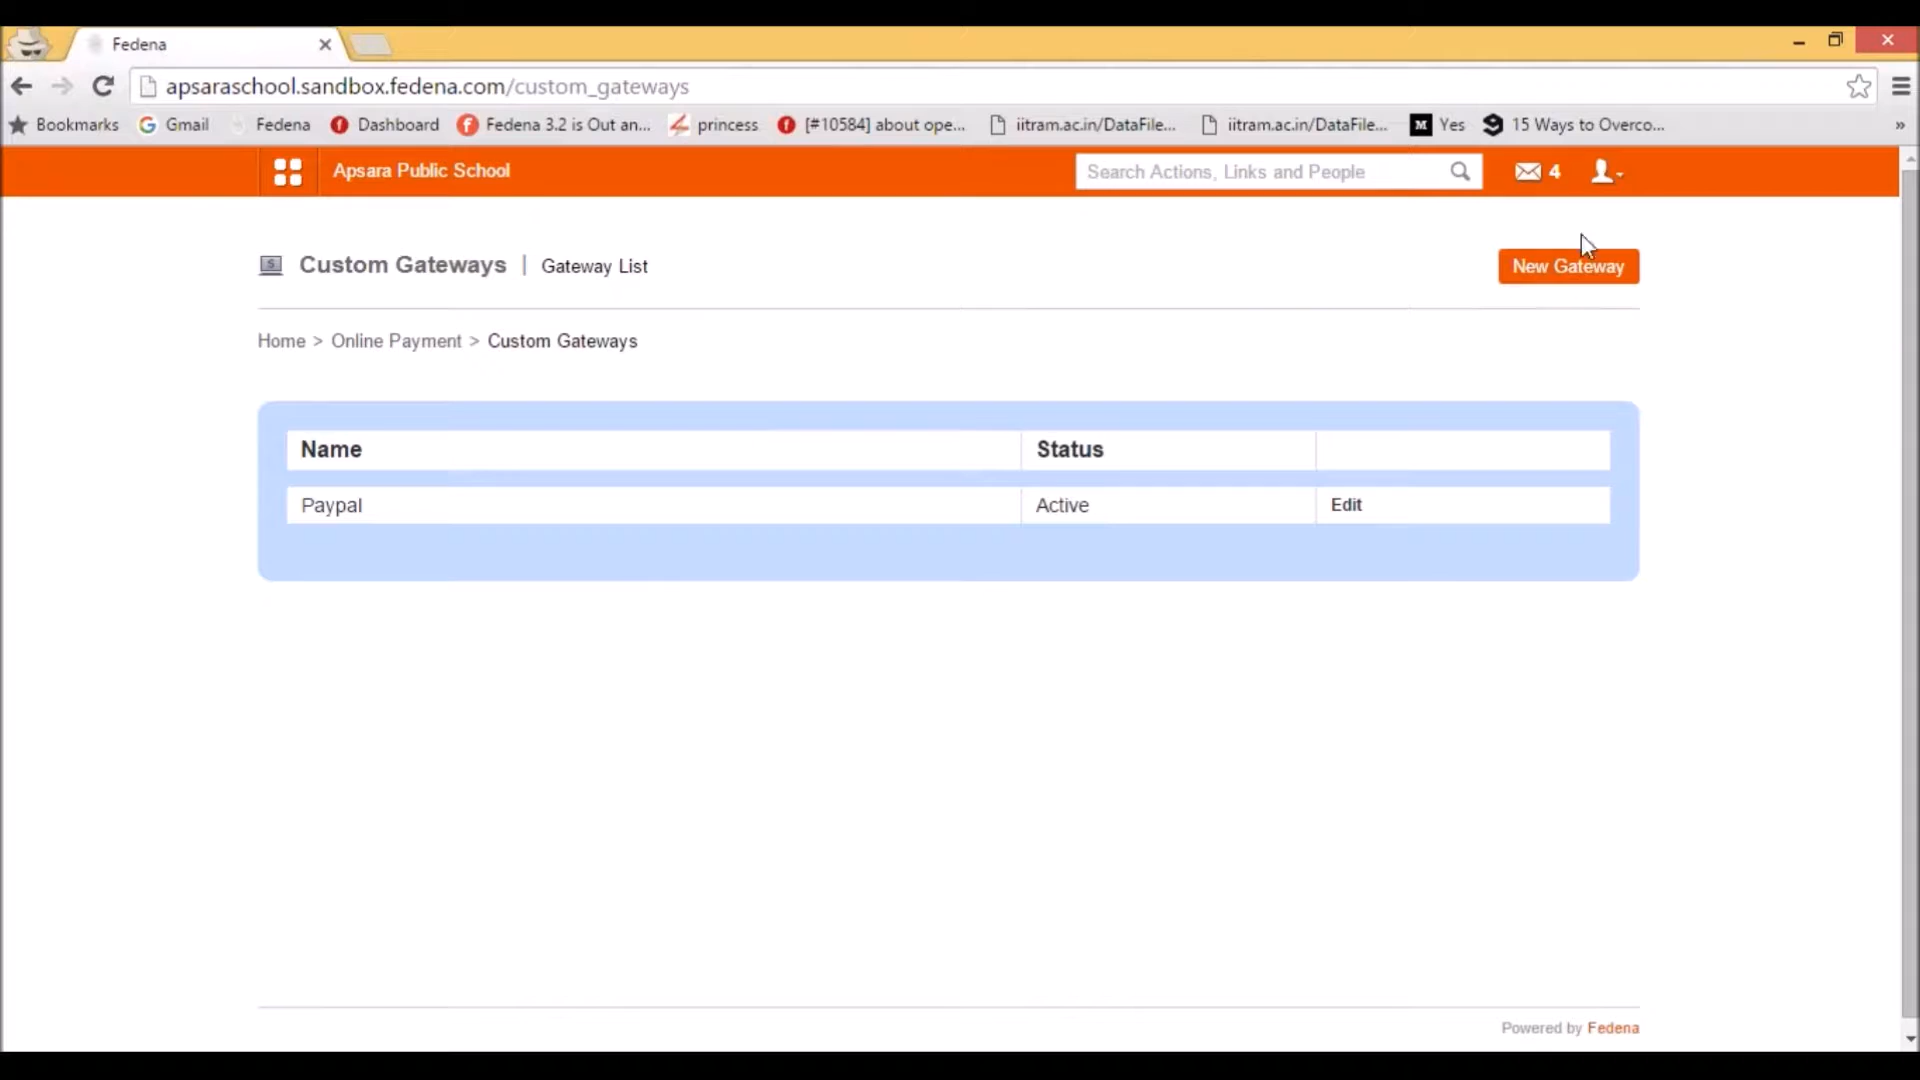 Fedena
apsaraschool.sandbox.fedena.com/custom_gateways
Bookmarks Gmail Fedena Dashboard Fedena 3.2 is Out an... princess [#10584] about ope... iitram.ac.in/DataFile... iitram.ac.in/DataFile... M Yes 15 Ways to Overco... »
Apsara Public School Search Actions, Links and People 4
Custom Gateways | Gateway List New Gateway
Home > Online Payment > Custom Gateways
Name Status
Paypal Active Edit
Powered by Fedena